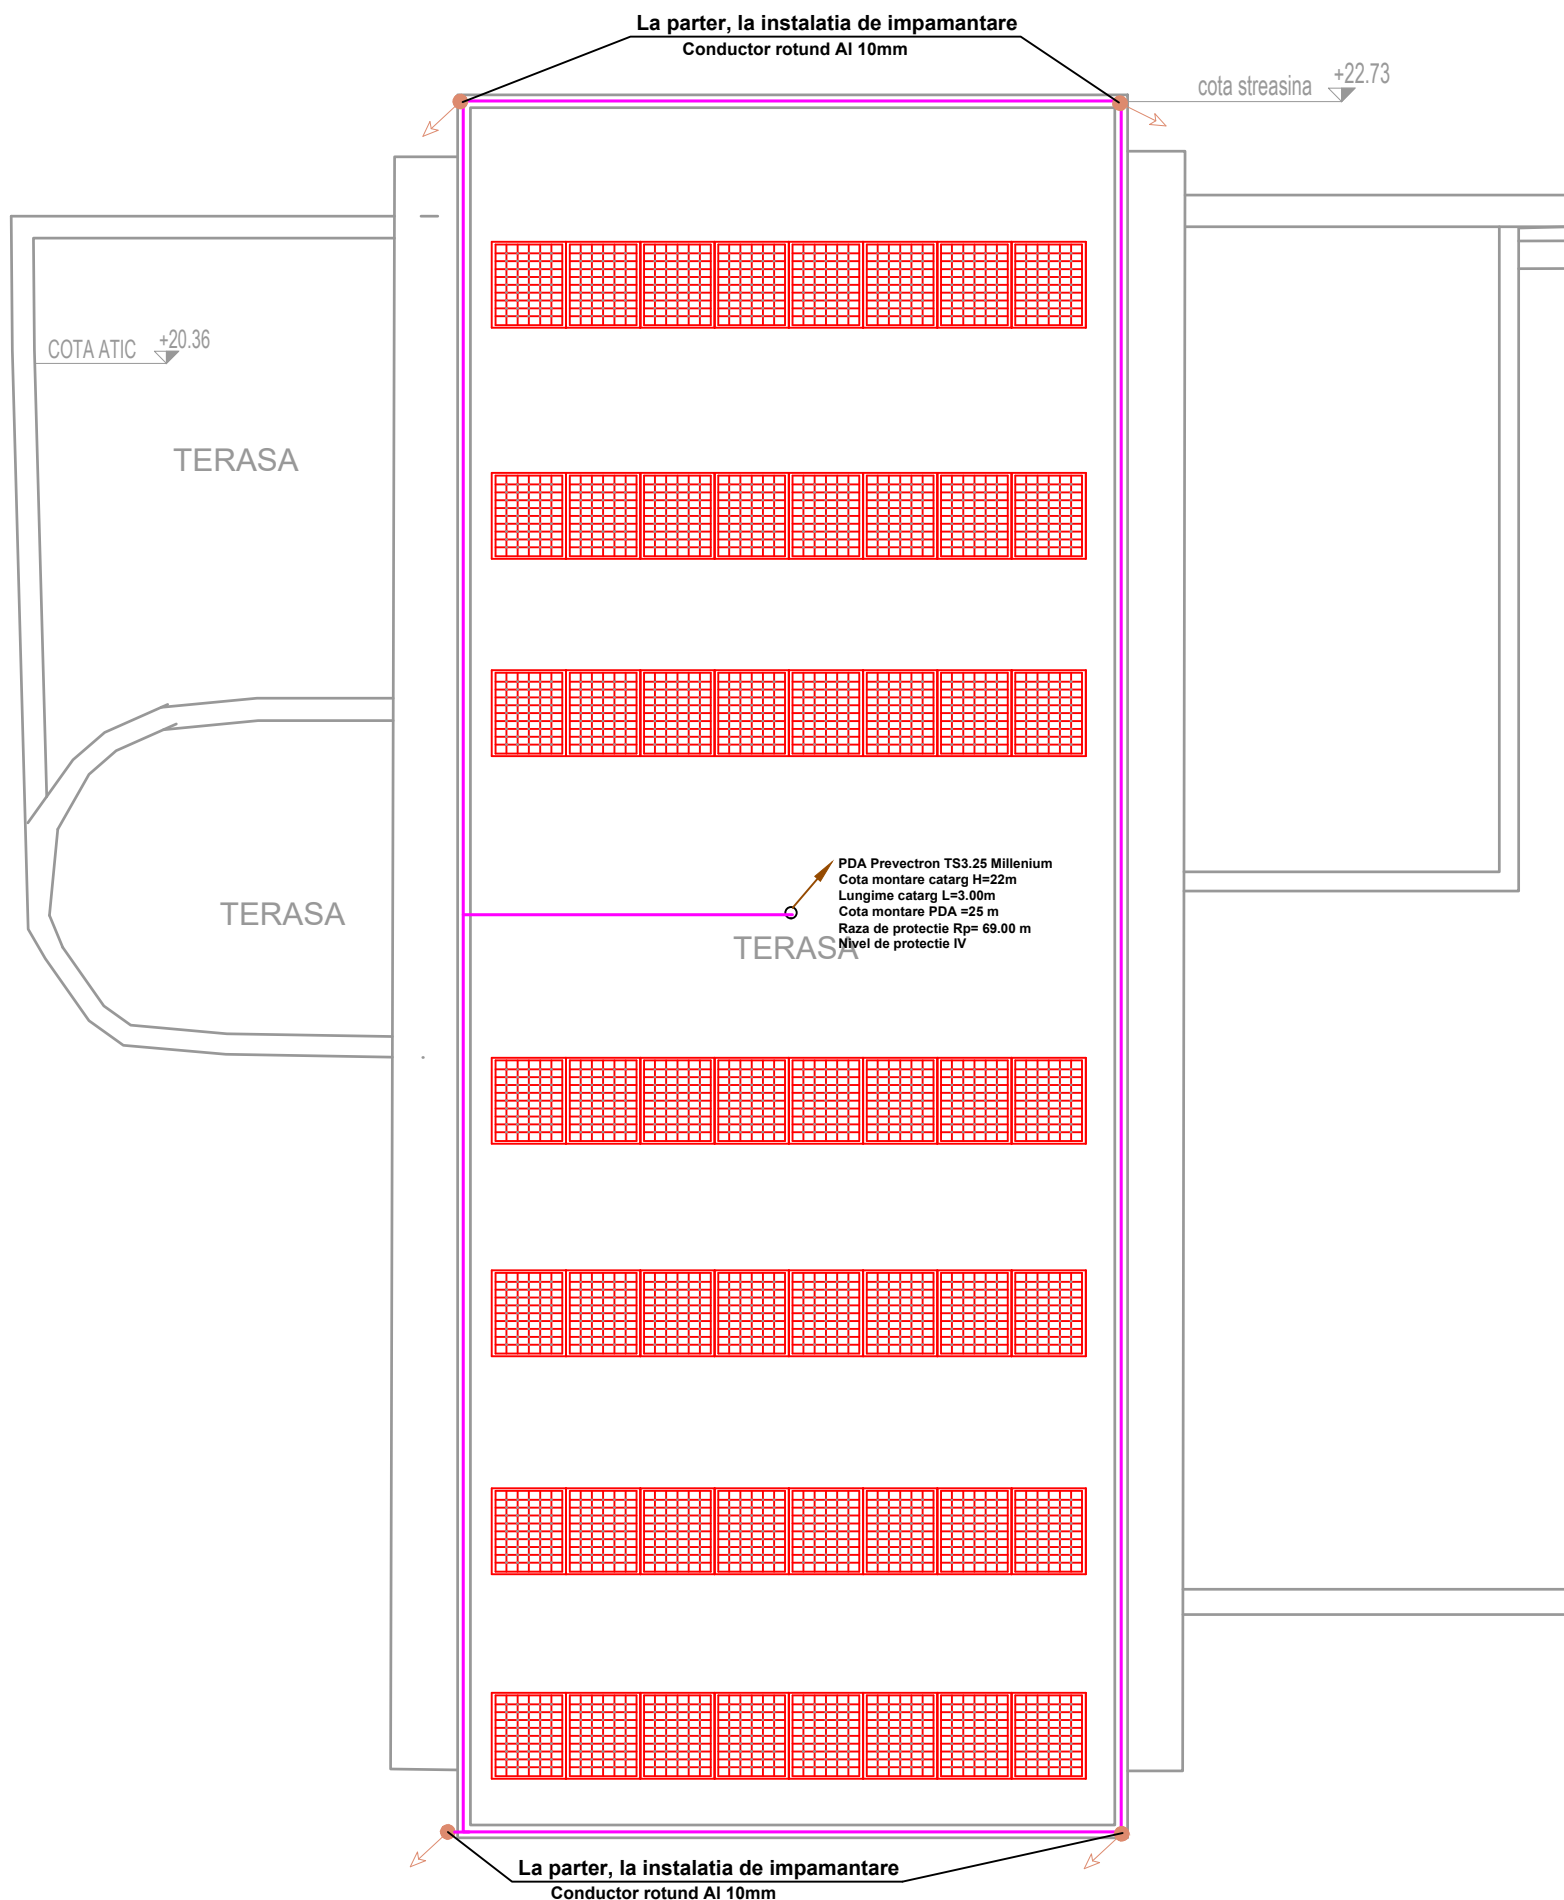 La parter, la instalatia de impamantare
Conductor rotund Al 10mm
cota streasina +22.73
COTA ATIC +20.36
TERASA
PDA Prevectron TS3.25 Millenium
Cota montare catarg H=22m
Lungime catarg L=3.00m
Cota montare PDA =25 m
Raza de protectie Rp= 69.00 m
Nivel de protectie IV
TERASA
TERASA
La parter, la instalatia de impamantare
Conductor rotund Al 10mm